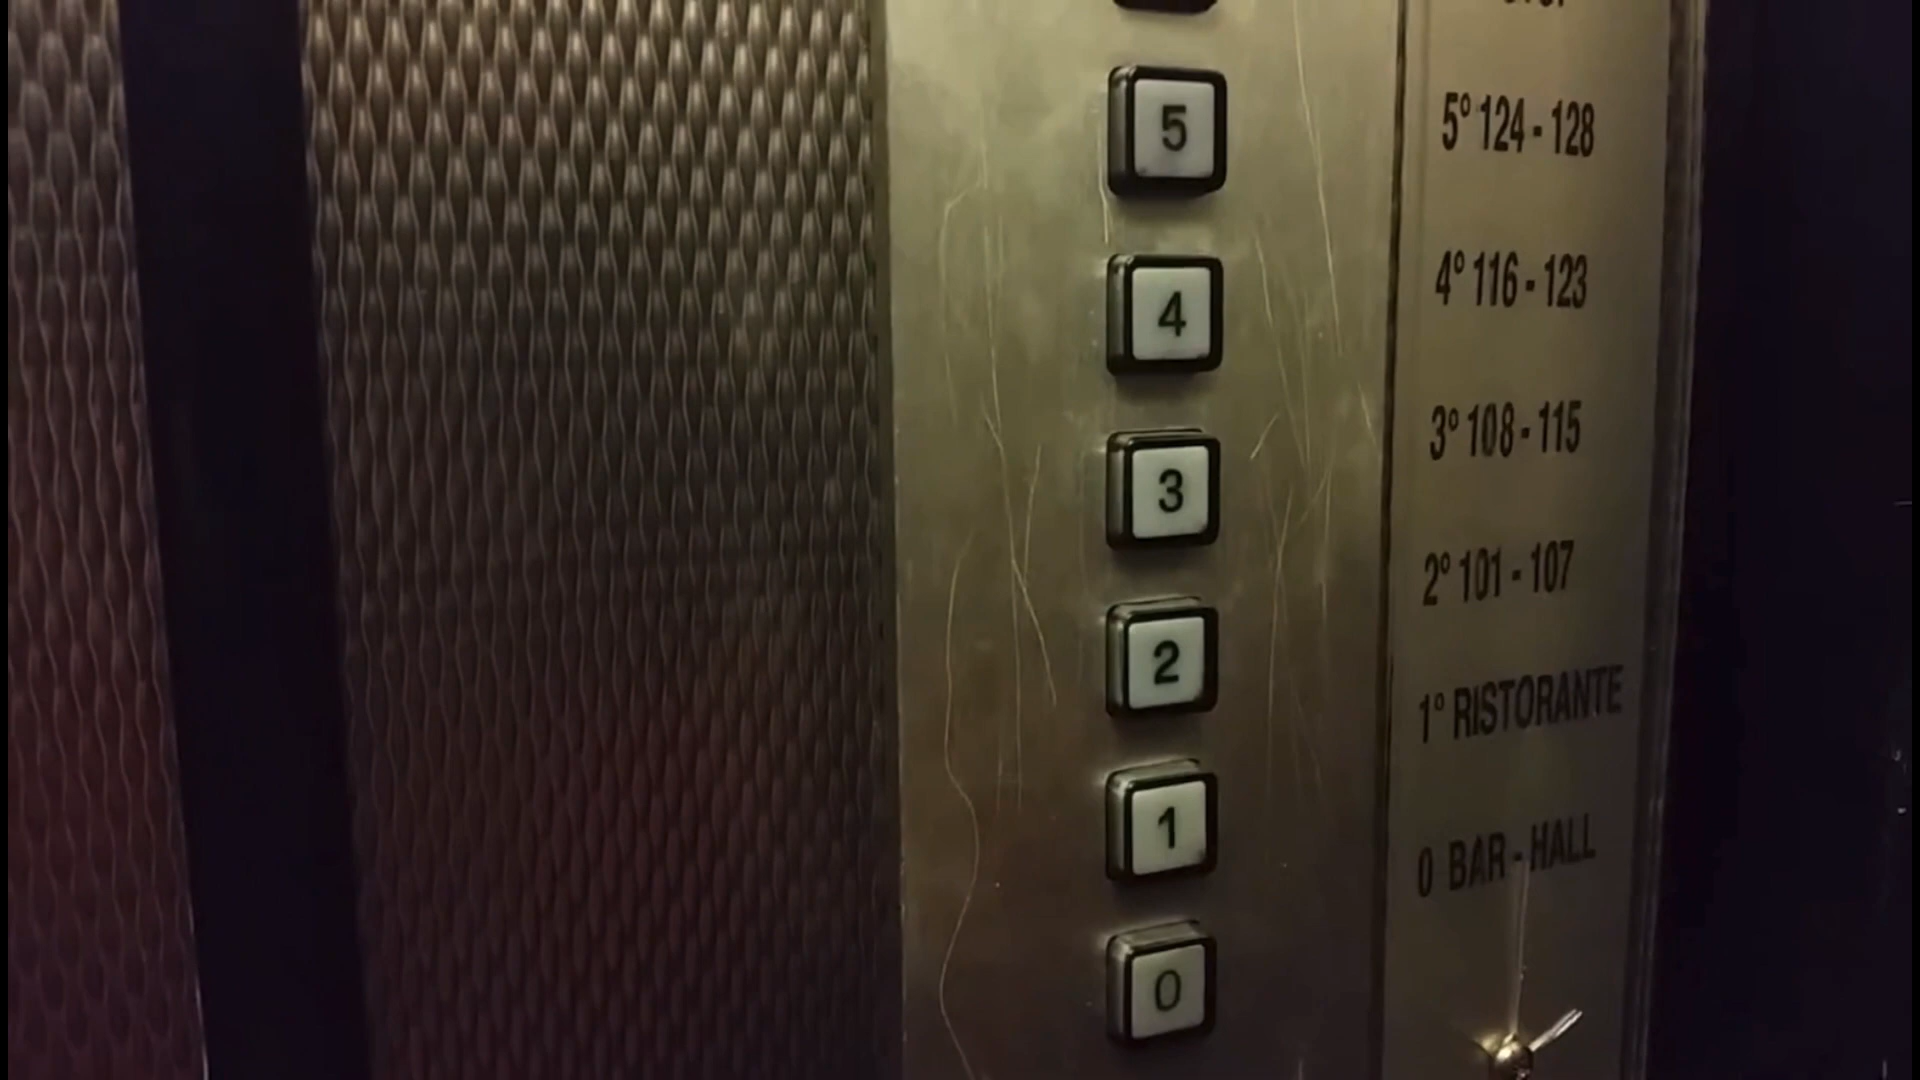 5
4
3
2
1
0
5° 124 - 128
4° 116 - 123
3° 108 - 115
2° 101 - 107
1° RISTORANTE
0 BAR - HALL